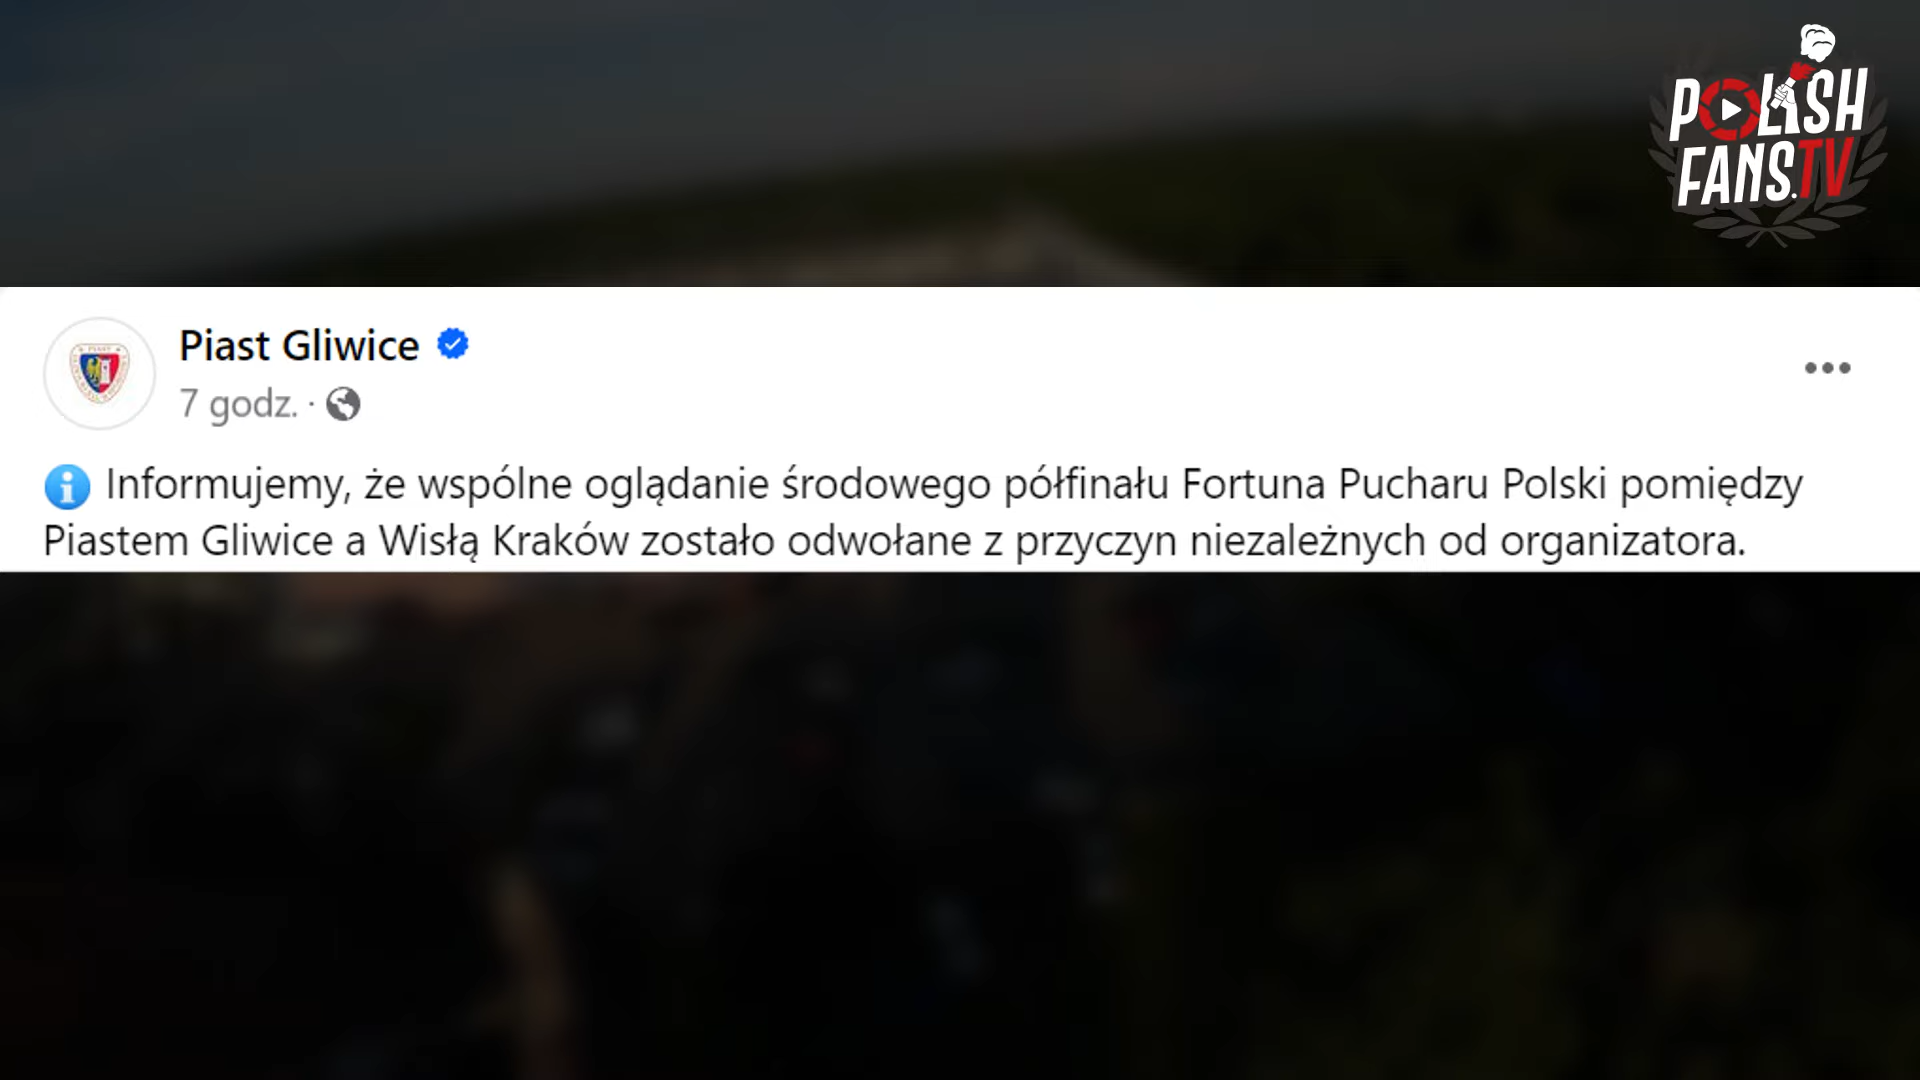 POLISH
FANS.TV
Piast Gliwice
7 godz. ·
Informujemy, że wspólne oglądanie środowego półfinału Fortuna Pucharu Polski pomiędzy
Piastem Gliwice a Wisłą Kraków zostało odwołane z przyczyn niezależnych od organizatora.